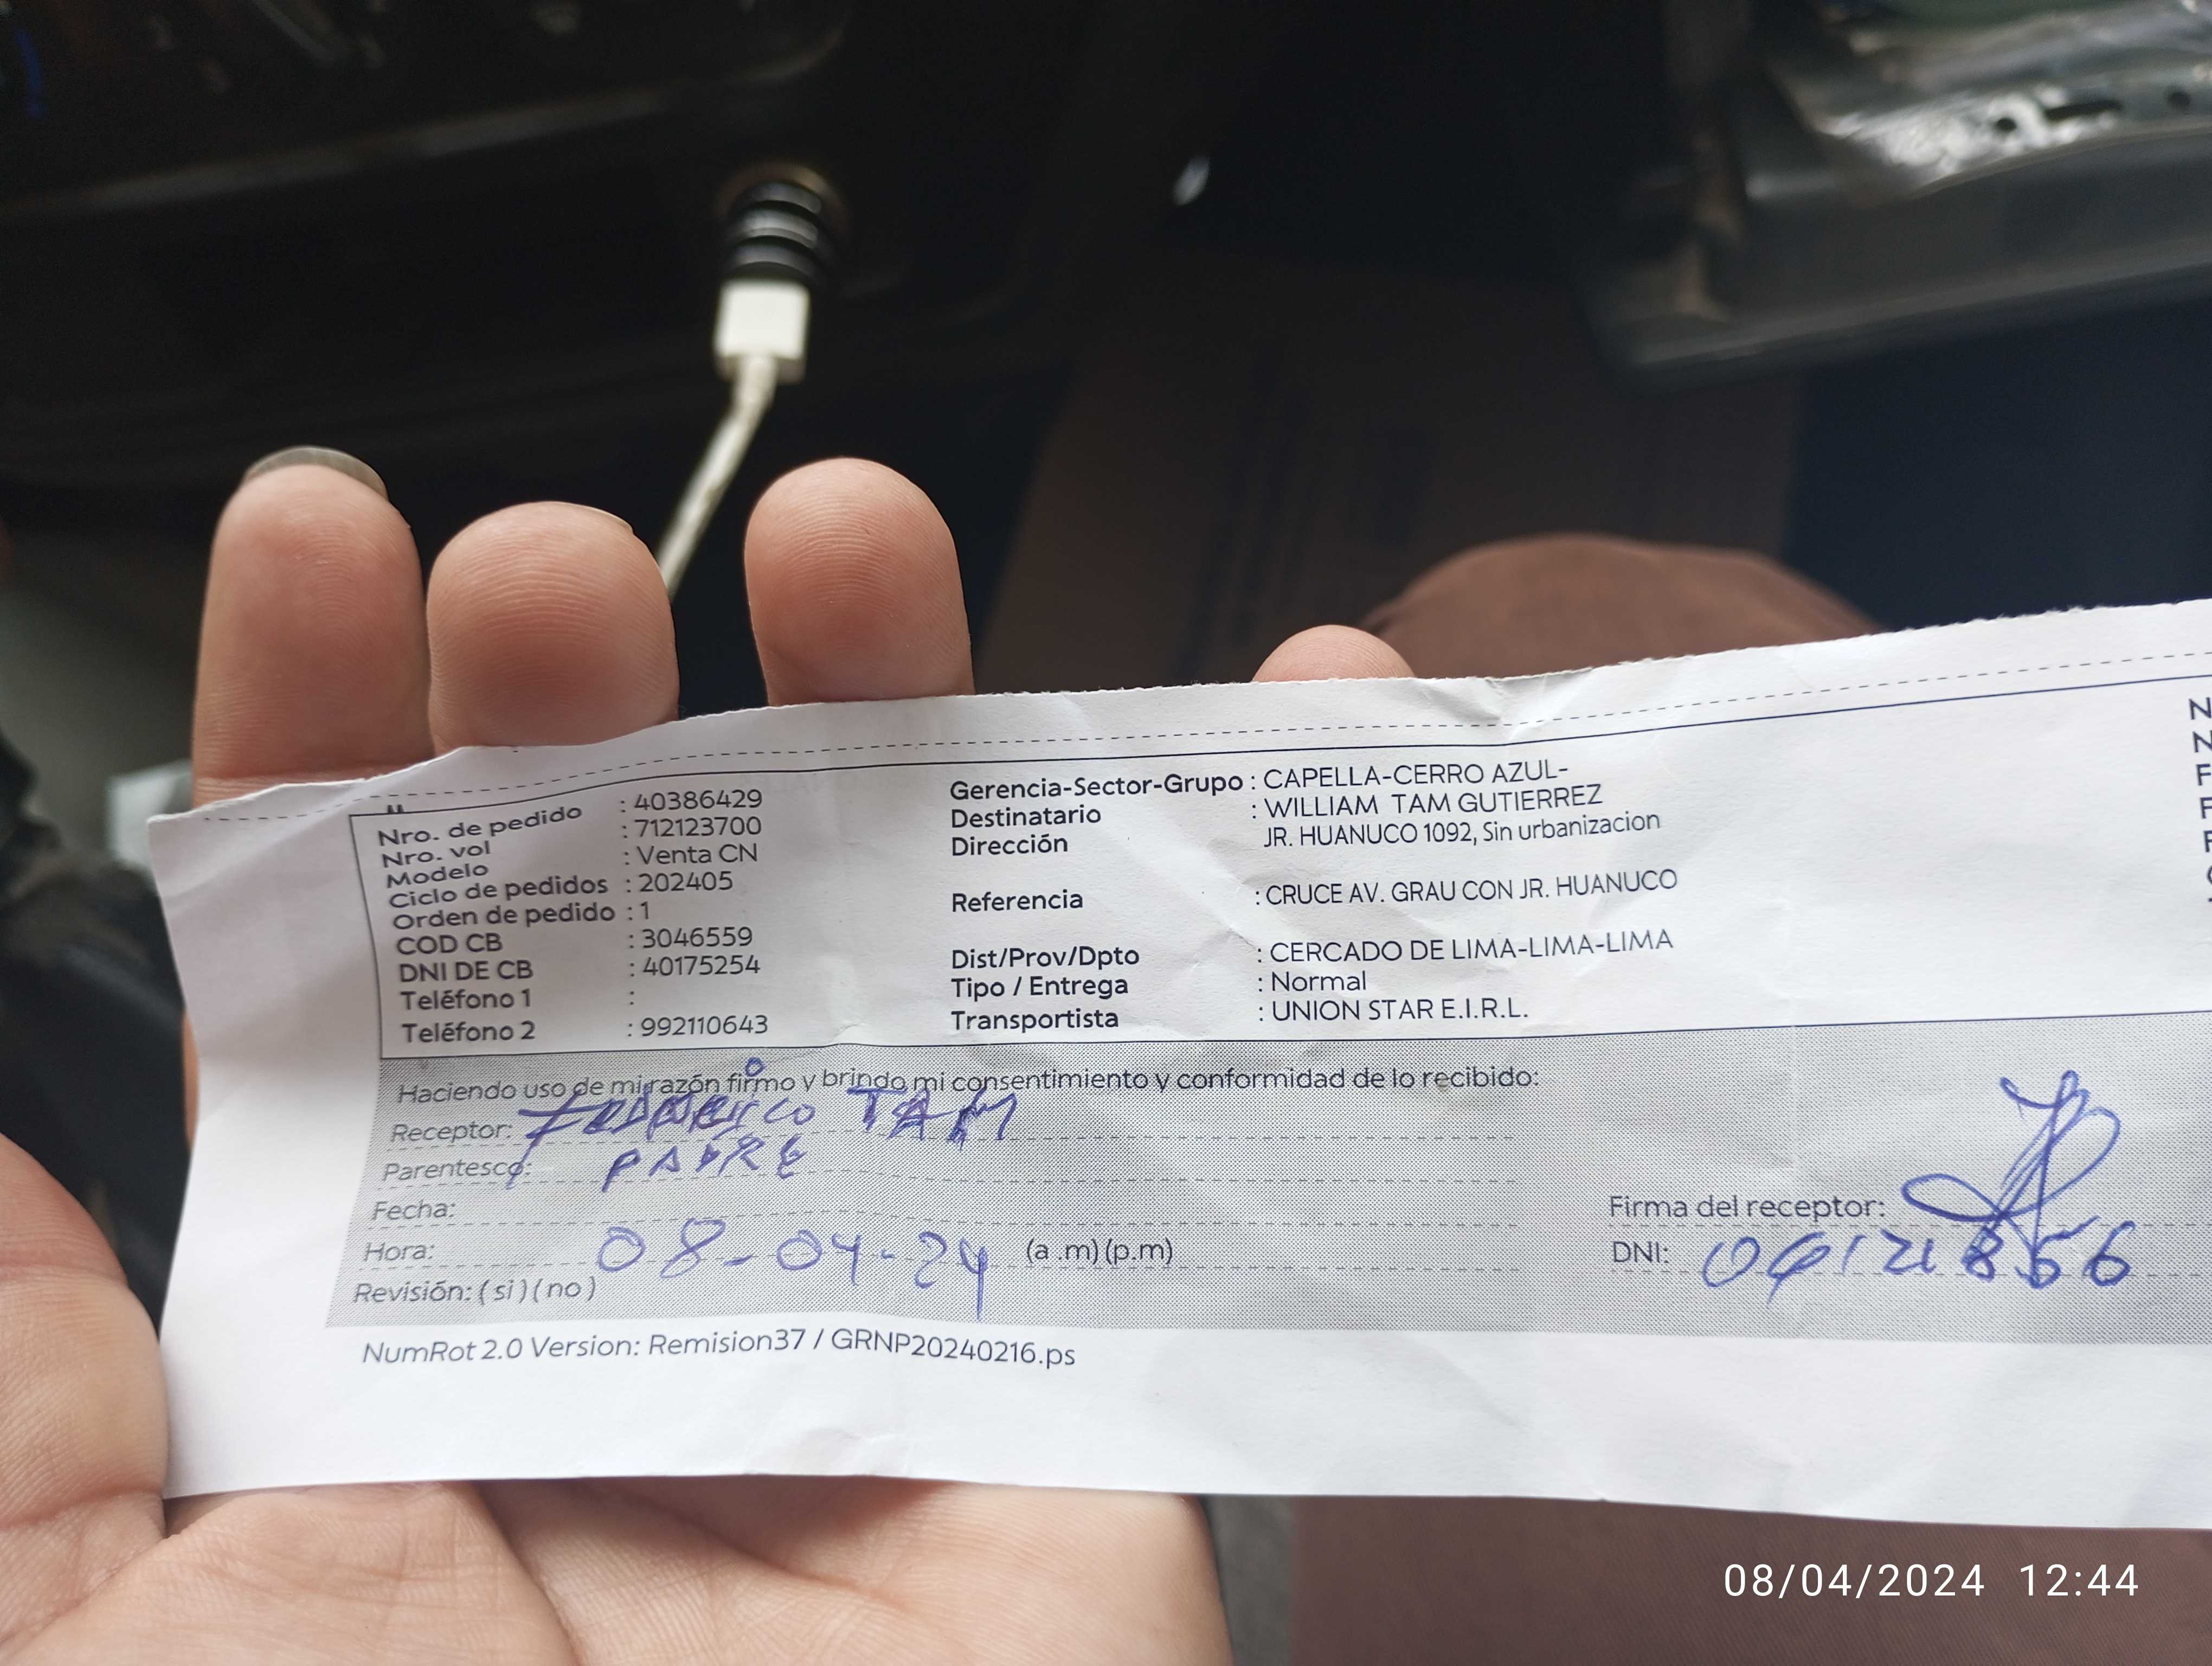 Nro. de pedido : 40386429
Nro. vol : 712123700
Modelo : Venta CN
Ciclo de pedidos : 202405
Orden de pedido : 1
COD CB : 3046559
DNI DE CB : 40175254
Teléfono 1 :
Teléfono 2 : 992110643
Gerencia-Sector-Grupo : CAPELLA-CERRO AZUL-
Destinatario : WILLIAM TAM GUTIERREZ
Dirección JR. HUANUCO 1092, Sin urbanizacion
Referencia : CRUCE AV. GRAU CON JR. HUANUCO
Dist/Prov/Dpto : CERCADO DE LIMA-LIMA-LIMA
Tipo / Entrega : Normal
Transportista : UNION STAR E.I.R.L.
Haciendo uso de mi razón firmo y brindo mi consentimiento y conformidad de lo recibido:
Receptor: TAM
Parentesco: PADRE
Fecha:
Hora: 08-04-24 (a .m) (p.m)
Revisión: ( si ) ( no )
Firma del receptor:
DNI:
NumRot 2.0 Version: Remision37 / GRNP20240216.ps
N
N
F
F
08/04/2024 12:44